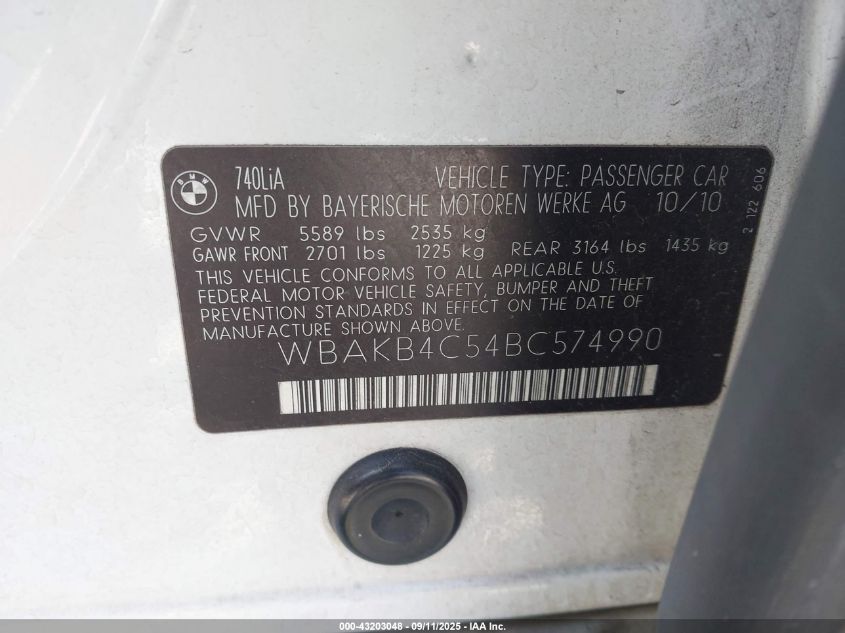 BMW
740LiA VEHICLE TYPE: PASSENGER CAR
MFD BY BAYERISCHE MOTOREN WERKE AG 10/10
GVWR 5589 lbs 2535 kg
GAWR FRONT 2701 lbs 1225 kg REAR 3164 lbs 1435 kg
THIS VEHICLE CONFORMS TO ALL APPLICABLE U.S.
FEDERAL MOTOR VEHICLE SAFETY, BUMPER AND THEFT
PREVENTION STANDARDS IN EFFECT ON THE DATE OF
MANUFACTURE SHOWN ABOVE.
WBAKB4C54BC574990
2 122 606
000-43203048 - 09/11/2025 - IAA Inc.